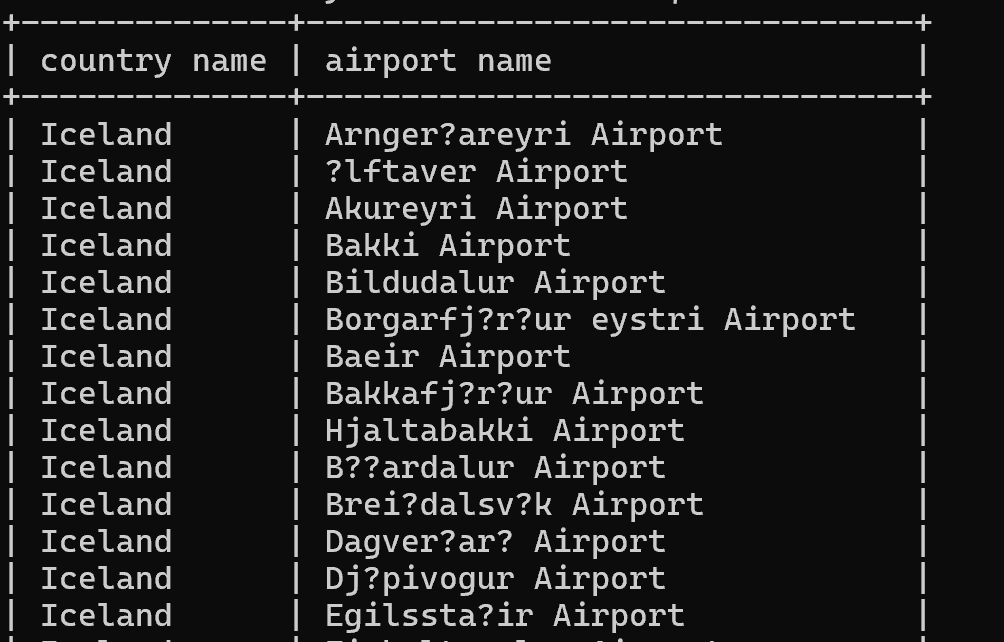 country name | airport name
Iceland | Arnger?areyri Airport
Iceland | ?lftaver Airport
Iceland | Akureyri Airport
Iceland | Bakki Airport
Iceland | Bildudalur Airport
Iceland | Borgarfj?r?ur eystri Airport
Iceland | Baeir Airport
Iceland | Bakkafj?r?ur Airport
Iceland | Hjaltabakki Airport
Iceland | B??ardalur Airport
Iceland | Brei?dalsv?k Airport
Iceland | Dagver?ar? Airport
Iceland | Dj?pivogur Airport
Iceland | Egilssta?ir Airport